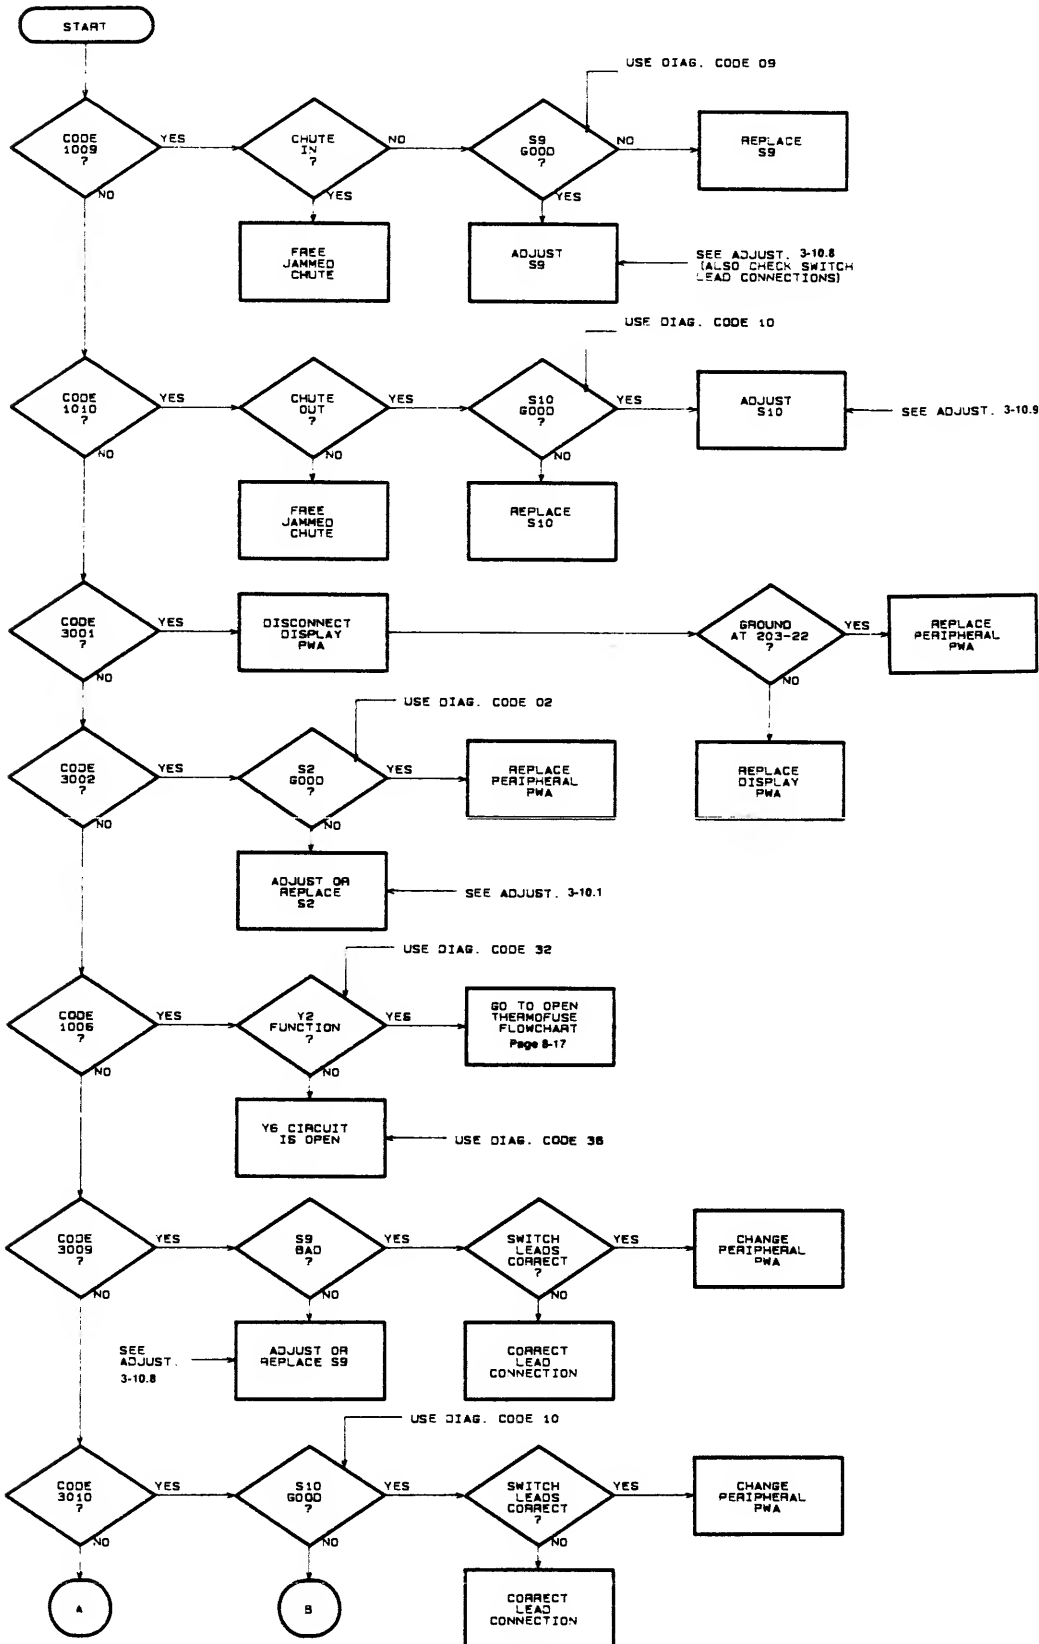 START
USE DIAG. CODE 09
CODE
1009
?
YES
NO
CHUTE
IN
?
NO
YES
S9
GOOD
?
NO
YES
REPLACE
S9
FREE
JAMMED
CHUTE
ADJUST
S9
SEE ADJUST. 3-10.8
(ALSO CHECK SWITCH
LEAD CONNECTIONS)
USE DIAG. CODE 10
CODE
1010
?
YES
NO
CHUTE
OUT
?
YES
NO
S10
GOOD
?
YES
NO
ADJUST
S10
SEE ADJUST. 3-10.9
FREE
JAMMED
CHUTE
REPLACE
S10
CODE
3001
?
YES
NO
DISCONNECT
DISPLAY
PWA
GROUND
AT 203-22
?
YES
NO
REPLACE
PERIPHERAL
PWA
USE DIAG. CODE 02
CODE
3002
?
YES
NO
S2
GOOD
?
YES
NO
REPLACE
PERIPHERAL
PWA
REPLACE
DISPLAY
PWA
ADJUST OR
REPLACE
S2
SEE ADJUST. 3-10.1
USE DIAG. CODE 32
CODE
1006
?
YES
NO
Y2
FUNCTION
?
YES
NO
GO TO OPEN
THERMOFUSE
FLOWCHART
Page 8-17
Y6 CIRCUIT
IS OPEN
USE DIAG. CODE 36
CODE
3009
?
YES
NO
S9
BAD
?
YES
NO
SWITCH
LEADS
CORRECT
?
YES
NO
CHANGE
PERIPHERAL
PWA
SEE
ADJUST.
3-10.8
ADJUST OR
REPLACE S9
CORRECT
LEAD
CONNECTION
USE DIAG. CODE 10
CODE
3010
?
YES
NO
S10
GOOD
?
YES
NO
SWITCH
LEADS
CORRECT
?
YES
NO
CHANGE
PERIPHERAL
PWA
A
B
CORRECT
LEAD
CONNECTION